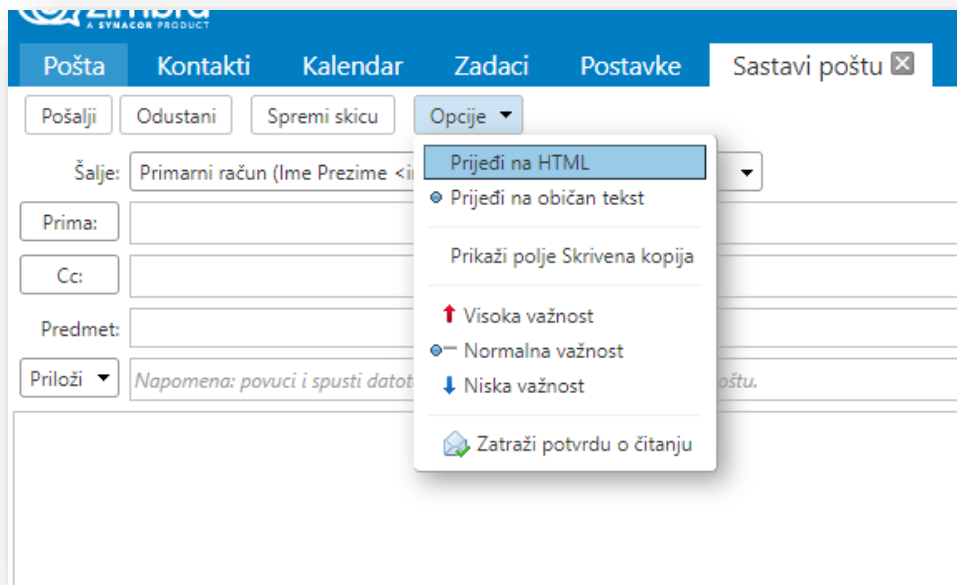 zimbra
A SYNACOR PRODUCT
Pošta Kontakti Kalendar Zadaci Postavke Sastavi poštu
Pošalji Odustani Spremi skicu Opcije
Šalje: Primarni račun (Ime Prezime
Prijeđi na HTML
Prijeđi na običan tekst
Prima:
Prikaži polje Skrivena kopija
Cc:
Visoka važnost
Predmet:
Normalna važnost
Priloži Napomena: povuci i spusti
Niska važnost
Zatraži potvrdu o čitanju